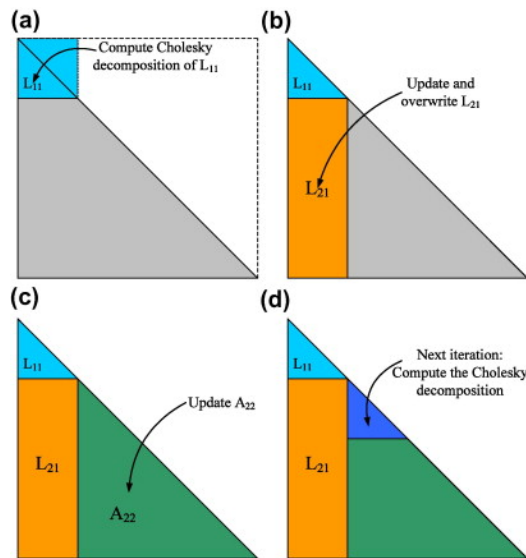 (a)
Compute Cholesky
decomposition of L₁₁
L₁₁
(b)
L₁₁
Update and
overwrite L₂₁
L₂₁
(c)
L₁₁
Update A₂₂
L₂₁
A₂₂
(d)
L₁₁
Next iteration:
Compute the Cholesky
decomposition
L₂₁